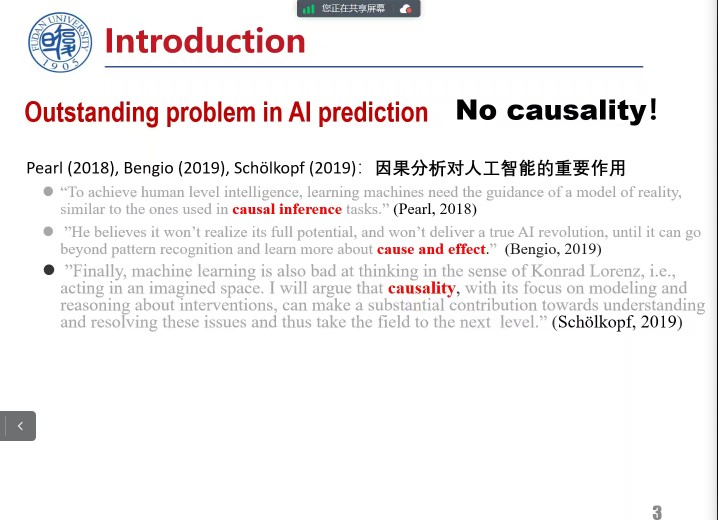 您正在共享屏幕
FUDAN UNIVERSITY
1905
Introduction
Outstanding problem in AI prediction No causality!
Pearl (2018), Bengio (2019), Schölkopf (2019)：因果分析对人工智能的重要作用
● “To achieve human level intelligence, learning machines need the guidance of a model of reality,
similar to the ones used in causal inference tasks.” (Pearl, 2018)
● ”He believes it won’t realize its full potential, and won’t deliver a true AI revolution, until it can go
beyond pattern recognition and learn more about cause and effect.” (Bengio, 2019)
● ”Finally, machine learning is also bad at thinking in the sense of Konrad Lorenz, i.e.,
acting in an imagined space. I will argue that causality, with its focus on modeling and
reasoning about interventions, can make a substantial contribution towards understanding
and resolving these issues and thus take the field to the next level.” (Schölkopf, 2019)
3